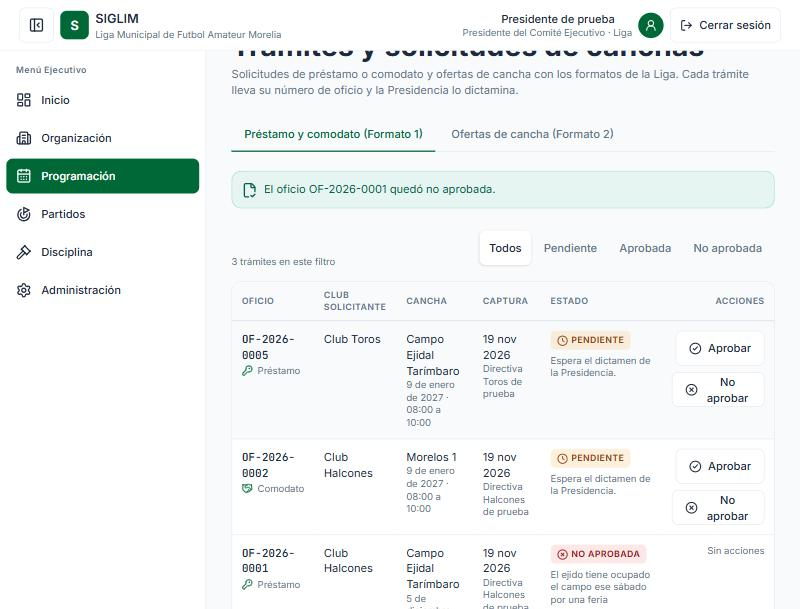 S
SIGLIM
Liga Municipal de Futbol Amateur Morelia
Presidente de prueba
Presidente del Comité Ejecutivo · Liga
Cerrar sesión
Menú Ejecutivo
Inicio
Organización
Programación
Partidos
Disciplina
Administración
Trámites y solicitudes de canchas
Solicitudes de préstamo o comodato y ofertas de cancha con los formatos de la Liga. Cada trámite
lleva su número de oficio y la Presidencia lo dictamina.
Préstamo y comodato (Formato 1)
Ofertas de cancha (Formato 2)
El oficio OF-2026-0001 quedó no aprobada.
3 trámites en este filtro
Todos
Pendiente
Aprobada
No aprobada
OFICIO
CLUB
SOLICITANTE
CANCHA
CAPTURA
ESTADO
ACCIONES
OF-2026-
0005
Préstamo
Club Toros
Campo
Ejidal
Tarímbaro
9 de enero
de 2027 ·
08:00 a
10:00
19 nov
2026
Directiva
Toros de
prueba
PENDIENTE
Espera el dictamen de
la Presidencia.
Aprobar
No
aprobar
OF-2026-
0002
Comodato
Club
Halcones
Morelos 1
9 de enero
de 2027 ·
08:00 a
10:00
19 nov
2026
Directiva
Halcones
de prueba
PENDIENTE
Espera el dictamen de
la Presidencia.
Aprobar
No
aprobar
OF-2026-
0001
Préstamo
Club
Halcones
Campo
Ejidal
Tarímbaro
5 de
19 nov
2026
Directiva
Halcones
de prueba
NO APROBADA
El ejido tiene ocupado
el campo ese sábado
por una feria
Sin acciones